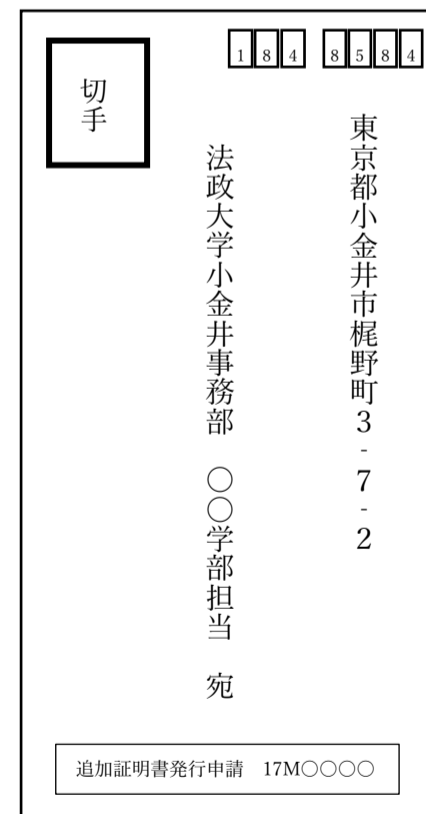 184 8584
切手
東京都小金井市梶野町3-7-2
法政大学小金井事務部　○○学部担当　宛
追加証明書発行申請　17M○○○○